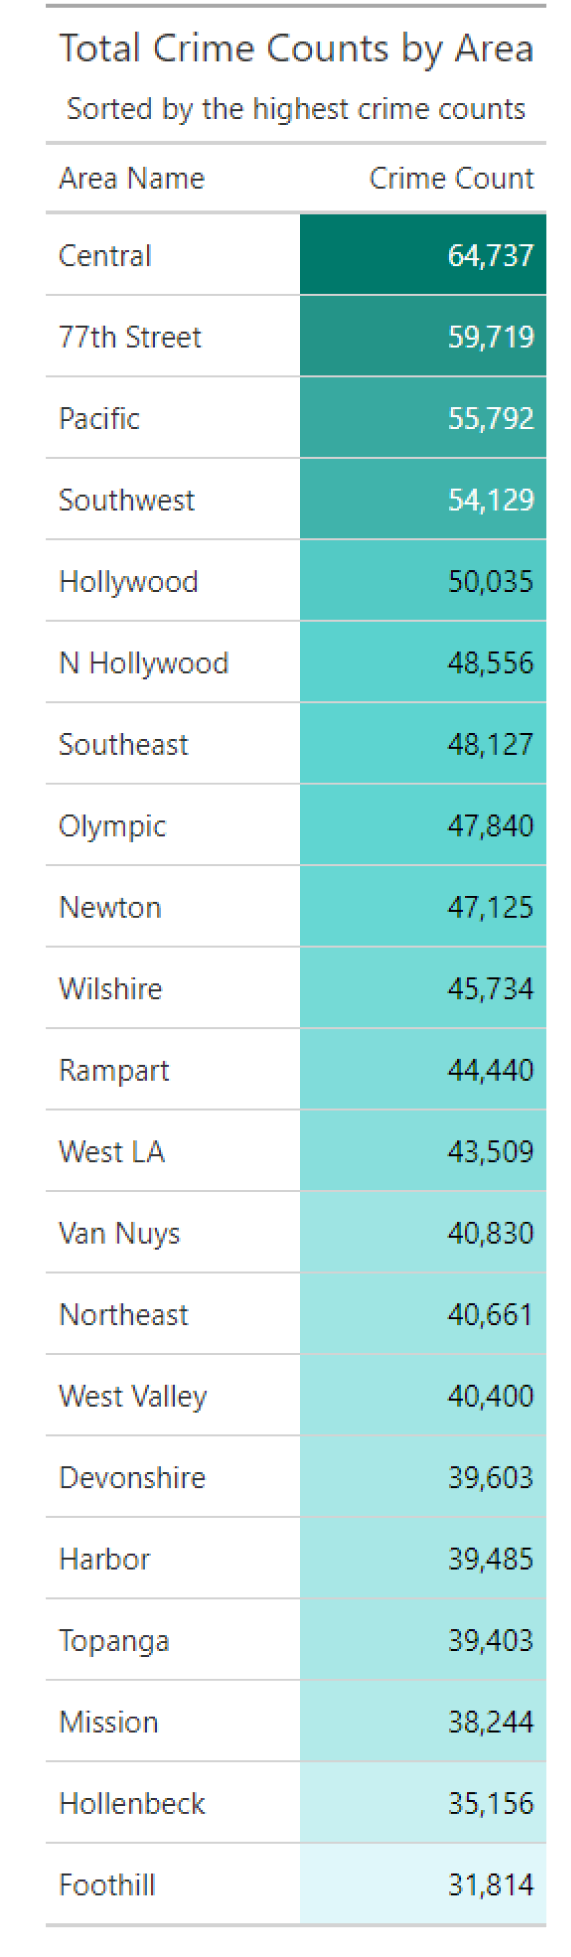 Total Crime Counts by Area
Sorted by the highest crime counts
Area Name Crime Count
Central 64,737
77th Street 59,719
Pacific 55,792
Southwest 54,129
Hollywood 50,035
N Hollywood 48,556
Southeast 48,127
Olympic 47,840
Newton 47,125
Wilshire 45,734
Rampart 44,440
West LA 43,509
Van Nuys 40,830
Northeast 40,661
West Valley 40,400
Devonshire 39,603
Harbor 39,485
Topanga 39,403
Mission 38,244
Hollenbeck 35,156
Foothill 31,814